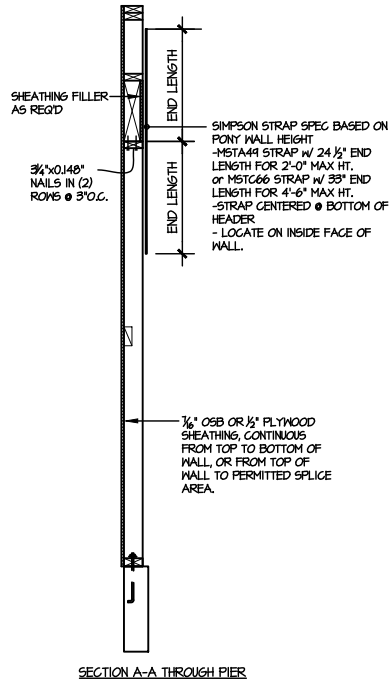 SHEATHING FILLER
AS REQ'D
3¼"x0.148"
NAILS IN (2)
ROWS @ 3"O.C.
END LENGTH
END LENGTH
SIMPSON STRAP SPEC BASED ON
PONY WALL HEIGHT
-MSTA49 STRAP W/ 24 ½" END
LENGTH FOR 2'-0" MAX HT.
or MSTC66 STRAP W/ 33" END
LENGTH FOR 4'-6" MAX HT.
-STRAP CENTERED @ BOTTOM OF
HEADER
- LOCATE ON INSIDE FACE OF
WALL.
7/16" OSB OR ½" PLYWOOD
SHEATHING, CONTINUOUS
FROM TOP TO BOTTOM OF
WALL, OR FROM TOP OF
WALL TO PERMITTED SPLICE
AREA.
SECTION A-A THROUGH PIER